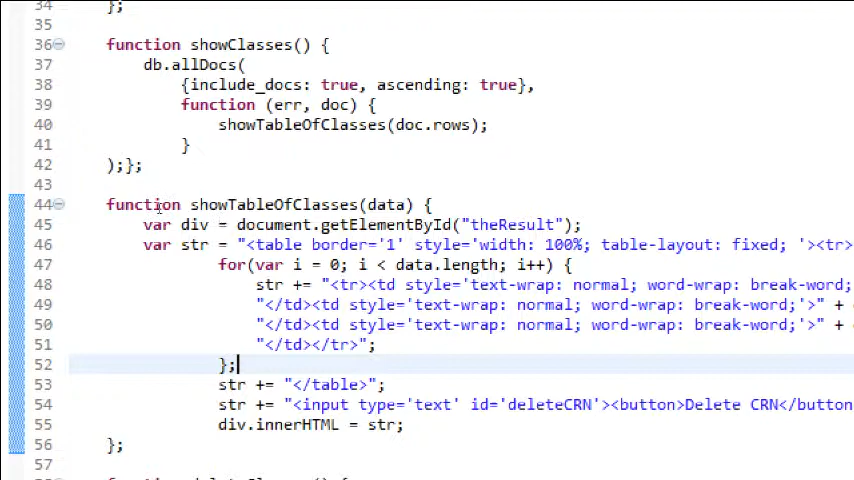 34 };
35
36 function showClasses() {
37 db.allDocs(
38 {include_docs: true, ascending: true},
39 function (err, doc) {
40 showTableOfClasses(doc.rows);
41 }
42 );};
43
44 function showTableOfClasses(data) {
45 var div = document.getElementById("theResult");
46 var str = "<table border='1' style='width: 100%; table-layout: fixed; '><tr>
47 for(var i = 0; i < data.length; i++) {
48 str += "<tr><td style='text-wrap: normal; word-wrap: break-word;
49 "</td><td style='text-wrap: normal; word-wrap: break-word;'>" +
50 "</td><td style='text-wrap: normal; word-wrap: break-word;'>" +
51 "</td></tr>";
52 };
53 str += "</table>";
54 str += "<input type='text' id='deleteCRN'><button>Delete CRN</button
55 div.innerHTML = str;
56 };
57